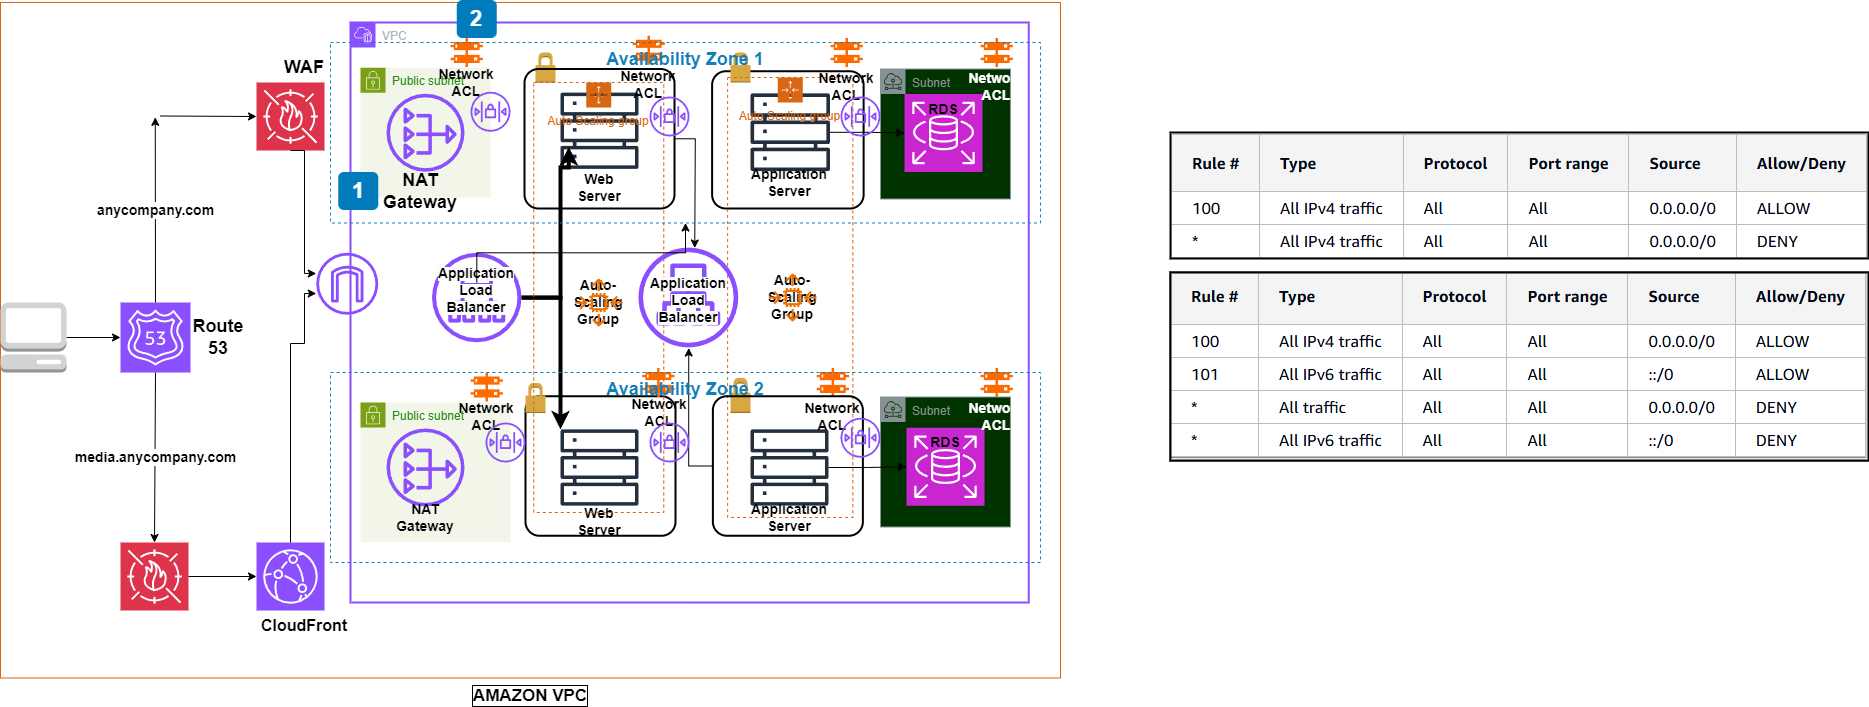 2
VPC
Availability Zone 1
WAF
Public subnet
Network
ACL
Network
ACL
Network
ACL
Subnet
Netwo
ACL
RDS
Auto Scaling group
Auto Scaling group
NAT
Gateway
Web
Server
Application
Server
1
anycompany.com
Application
Load
Balancer
Auto-
Scaling
Group
Application
Load
Balancer
Auto-
Scaling
Group
53
Route
53
Availability Zone 2
Public subnet
Network
ACL
Network
ACL
Network
ACL
Subnet
Netwo
ACL
RDS
NAT
Gateway
Web
Server
Application
Server
media.anycompany.com
CloudFront
AMAZON VPC
Rule # Type Protocol Port range Source Allow/Deny
100 All IPv4 traffic All All 0.0.0.0/0 ALLOW
* All IPv4 traffic All All 0.0.0.0/0 DENY
Rule # Type Protocol Port range Source Allow/Deny
100 All IPv4 traffic All All 0.0.0.0/0 ALLOW
101 All IPv6 traffic All All ::/0 ALLOW
* All traffic All All 0.0.0.0/0 DENY
* All IPv6 traffic All All ::/0 DENY